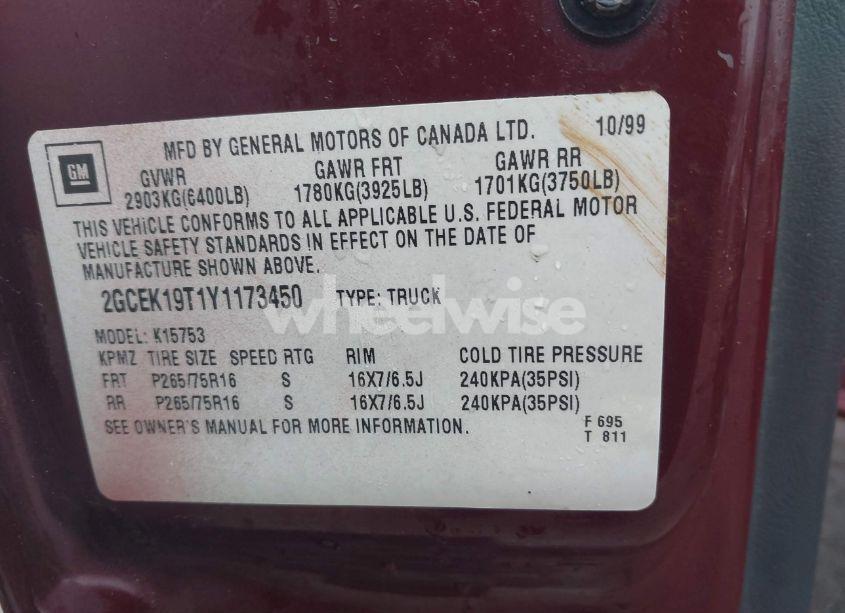 MFD BY GENERAL MOTORS OF CANADA LTD. 10/99
GM
GVWR GAWR FRT GAWR RR
2903KG(6400LB) 1780KG(3925LB) 1701KG(3750LB)
THIS VEHICLE CONFORMS TO ALL APPLICABLE U.S. FEDERAL MOTOR
VEHICLE SAFETY STANDARDS IN EFFECT ON THE DATE OF
MANUFACTURE SHOWN ABOVE.
2GCEK19T1Y1173450 TYPE: TRUCK
wheelwise
MODEL: K15753
KPMZ TIRE SIZE SPEED RTG RIM COLD TIRE PRESSURE
FRT P265/75R16 S 16X7/6.5J 240KPA(35PSI)
RR P265/75R16 S 16X7/6.5J 240KPA(35PSI)
SEE OWNER'S MANUAL FOR MORE INFORMATION.
F 695
T 811